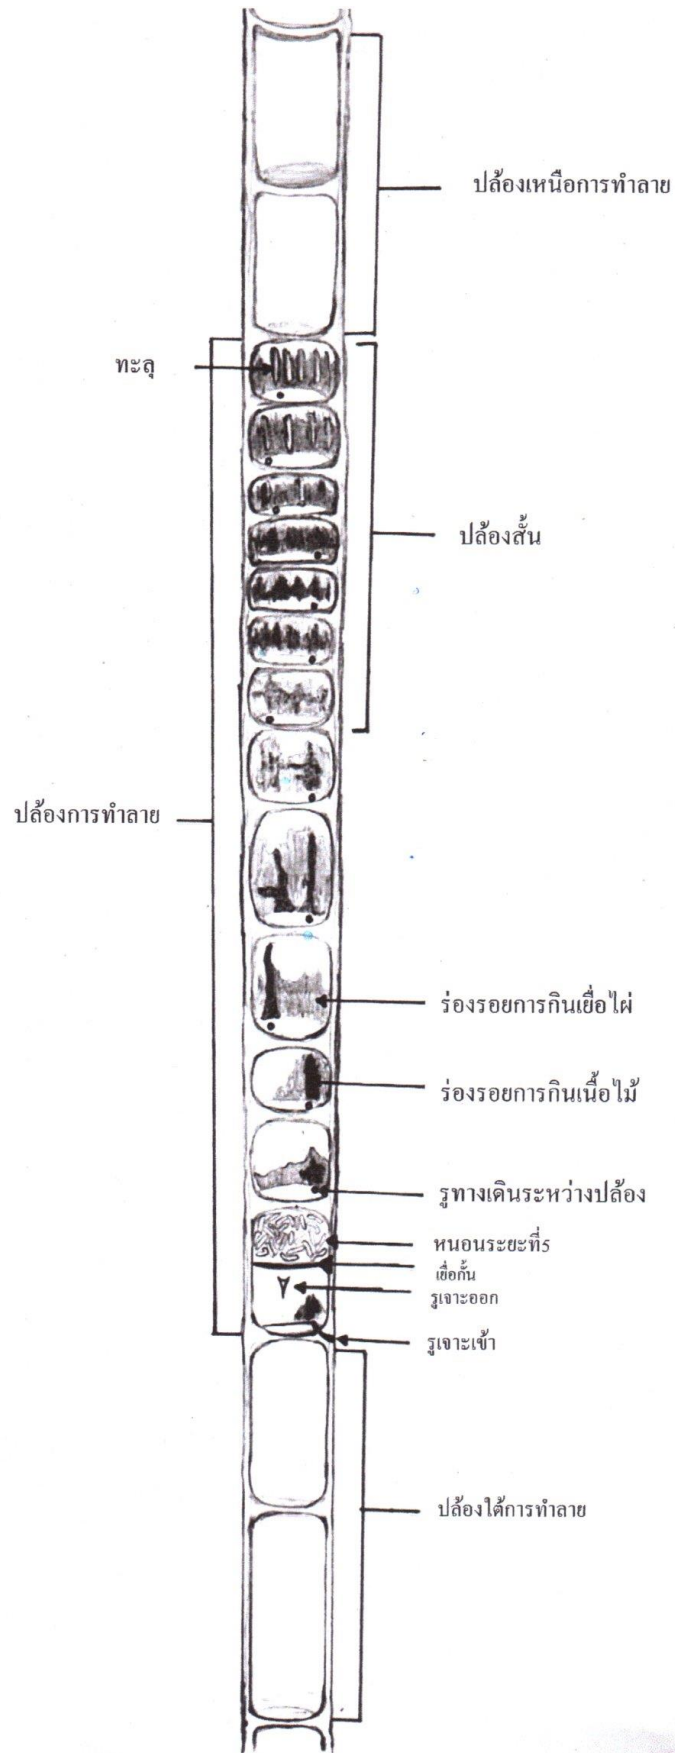 ปล้องเหนือการทำลาย
ทะลุ
ปล้องสั้น
ปล้องการทำลาย
ร่องรอยการกินเยื่อไผ่
ร่องรอยการกินเนื้อไม้
รูทางเดินระหว่างปล้อง
หนอนระยะที่5
เยื่อกั้น
รูเจาะออก
รูเจาะเข้า
ปล้องใต้การทำลาย